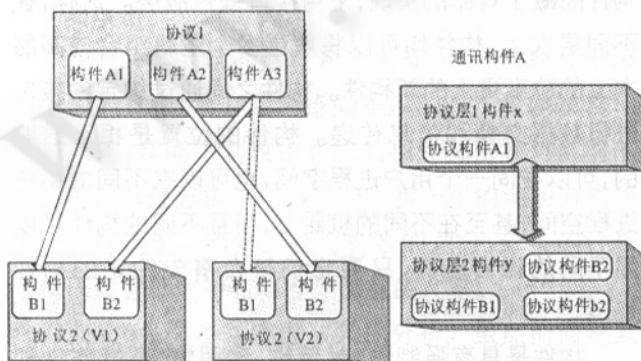 协议1
构件A1 构件A2 构件A3
构件 B1
构件 B2
协议2（V1）
构件 B1
构件 B2
协议2（V2）
通讯构件A
协议层1 构件x
协议构件A1
协议层2 构件y
协议构件B2
协议构件B1
协议构件b2